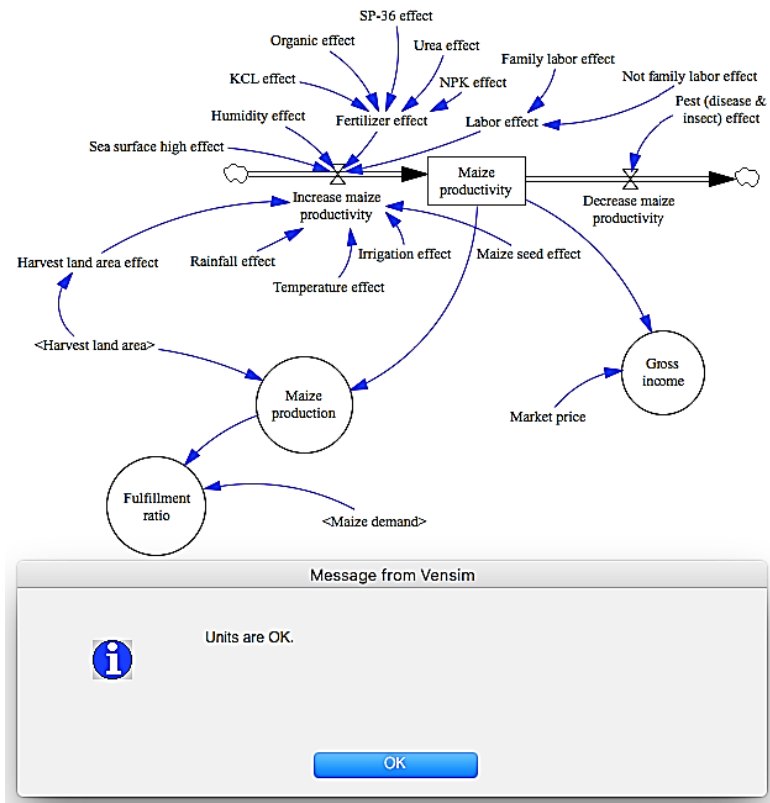 SP-36 effect
Organic effect
Urea effect
Family labor effect
KCL effect
NPK effect
Not family labor effect
Humidity effect
Fertilizer effect
Labor effect
Pest (disease &
insect) effect
Sea surface high effect
Maize
productivity
Increase maize
productivity
Decrease maize
productivity
Harvest land area effect
Rainfall effect
Irrigation effect
Maize seed effect
Temperature effect
<Harvest land area>
Gross
income
Maize
production
Market price
Fulfillment
ratio
<Maize demand>
Message from Vensim
Units are OK.
OK